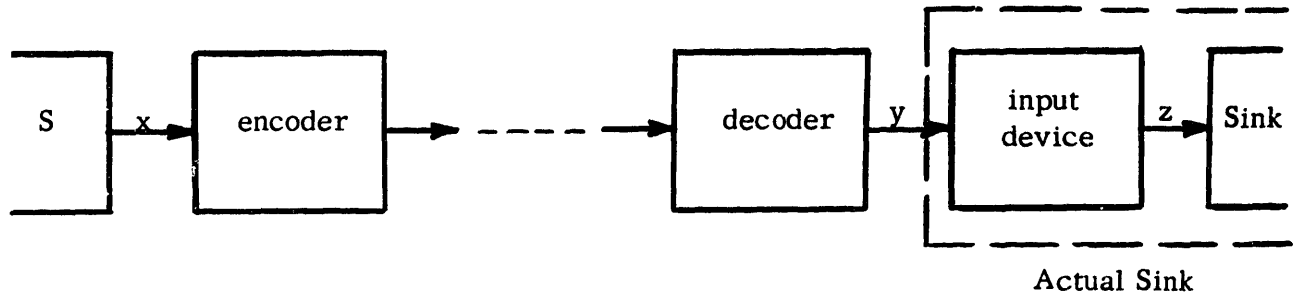 S
x
encoder
decoder
y
input
device
z
Sink
Actual Sink